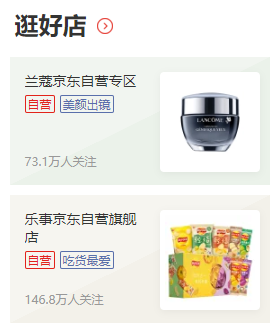 逛好店
兰蔻京东自营专区
自营 美颜出镜
73.1万人关注
LANCOME
乐事京东自营旗舰
店
自营 吃货最爱
146.8万人关注